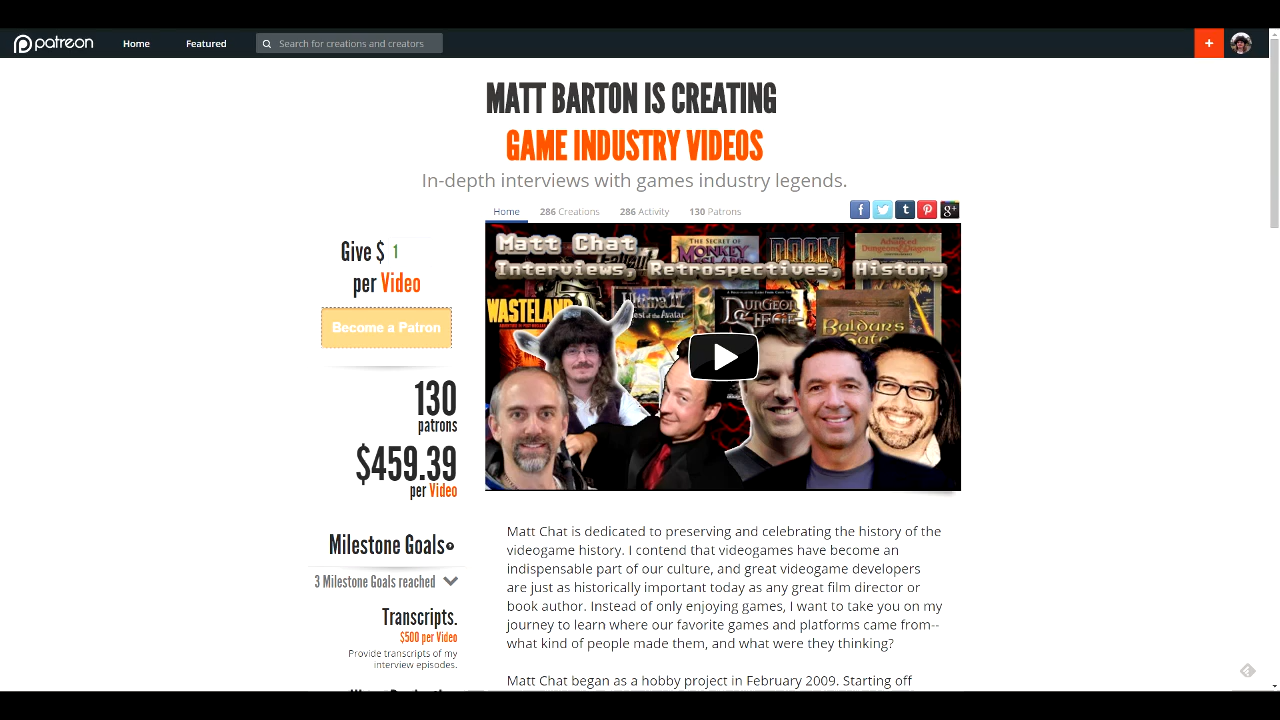 patreon
Home
Featured
Search for creations and creators
+
MATT BARTON IS CREATING
GAME INDUSTRY VIDEOS
In-depth interviews with games industry legends.
Home
286 Creations
286 Activity
130 Patrons
Give $ 1
per Video
Become a Patron
130
patrons
$459.39
per Video
Milestone Goals
3 Milestone Goals reached
Transcripts.
$500 per Video
Provide transcripts of my
interview episodes.
Matt Chat
Interviews, Retrospectives, History
THE SECRET OF
MONKEY
DOOM
Advanced
Dungeons & Dragons
WASTELAND
Ultima IV
Quest of the Avatar
DUNGEON
SIEGE
Baldurs
Gate
Matt Chat is dedicated to preserving and celebrating the history of the
videogame history. I contend that videogames have become an
indispensable part of our culture, and great videogame developers
are just as historically important today as any great film director or
book author. Instead of only enjoying games, I want to take you on my
journey to learn where our favorite games and platforms came from--
what kind of people made them, and what were they thinking?
Matt Chat began as a hobby project in February 2009. Starting off